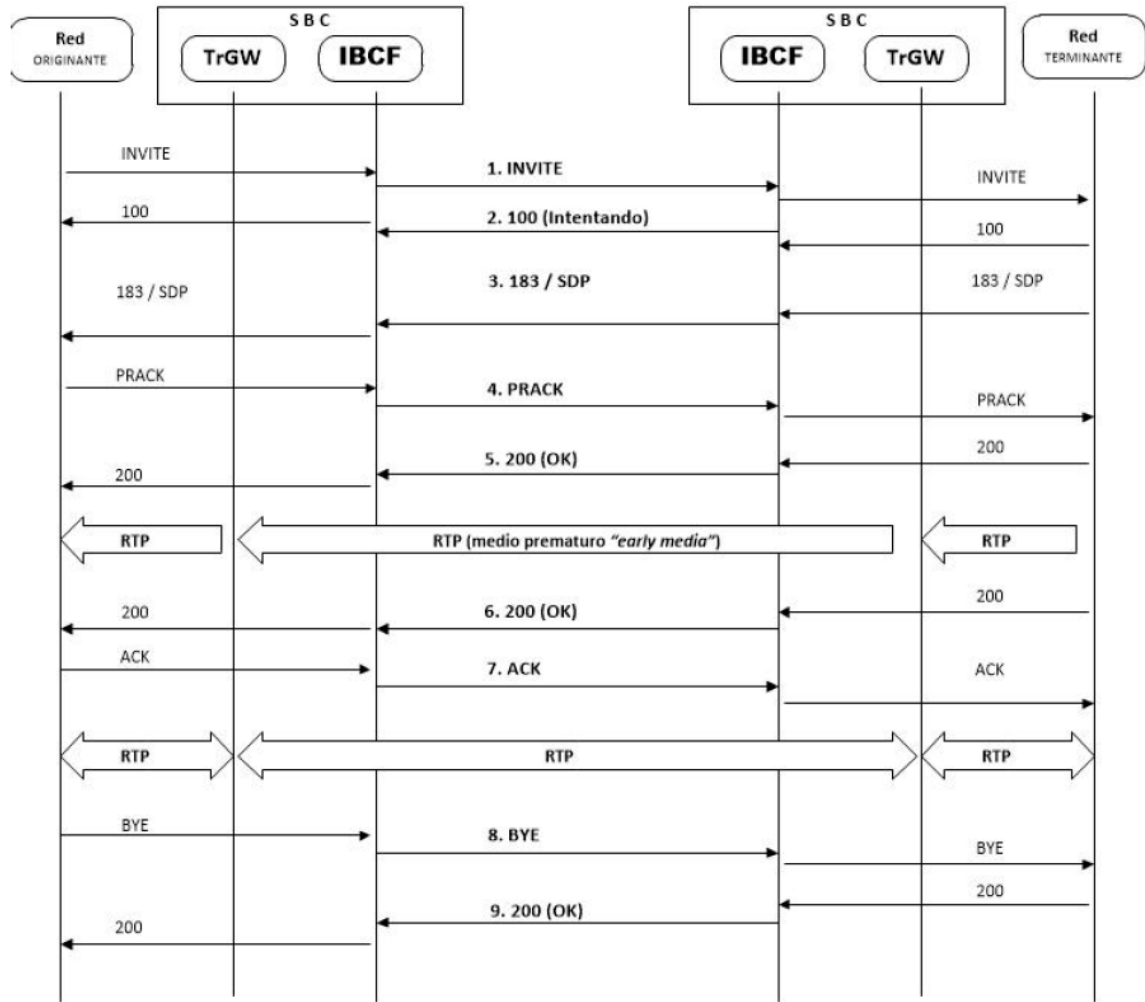 S B C
S B C
Red
ORIGINANTE
TrGW
IBCF
IBCF
TrGW
Red
TERMINANTE
INVITE
1. INVITE
INVITE
100
2. 100 (Intentando)
100
183 / SDP
3. 183 / SDP
183 / SDP
PRACK
4. PRACK
PRACK
200
5. 200 (OK)
200
RTP
RTP (medio prematuro “early media”)
RTP
200
6. 200 (OK)
200
ACK
7. ACK
ACK
RTP
RTP
RTP
BYE
8. BYE
BYE
200
9. 200 (OK)
200